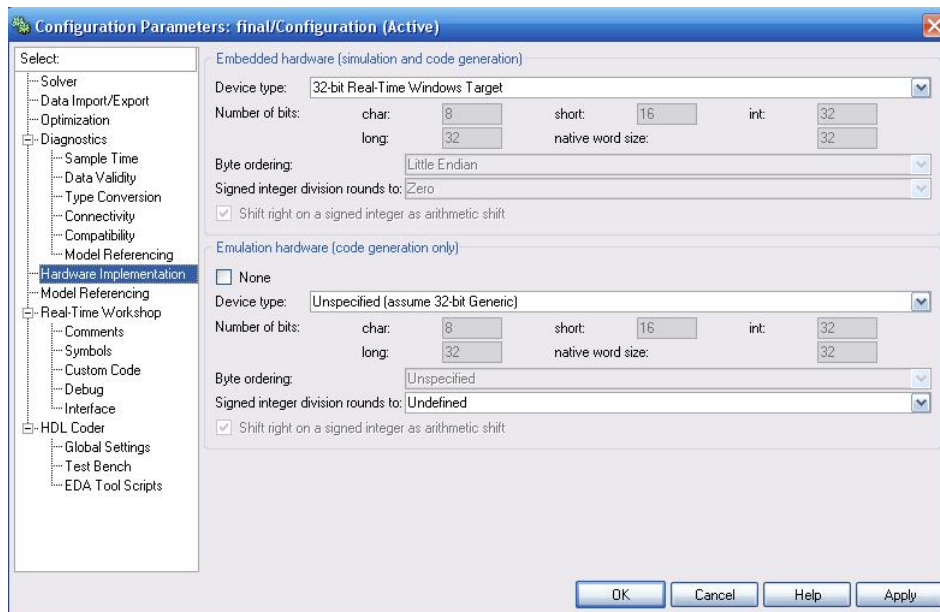 Configuration Parameters: final/Configuration (Active)
Select:
Solver
Data Import/Export
Optimization
Diagnostics
Sample Time
Data Validity
Type Conversion
Connectivity
Compatibility
Model Referencing
Hardware Implementation
Model Referencing
Real-Time Workshop
Comments
Symbols
Custom Code
Debug
Interface
HDL Coder
Global Settings
Test Bench
EDA Tool Scripts
Embedded hardware (simulation and code generation)
Device type: 32-bit Real-Time Windows Target
Number of bits: char: 8 short: 16 int: 32
long: 32 native word size: 32
Byte ordering: Little Endian
Signed integer division rounds to: Zero
Shift right on a signed integer as arithmetic shift
Emulation hardware (code generation only)
None
Device type: Unspecified (assume 32-bit Generic)
Number of bits: char: 8 short: 16 int: 32
long: 32 native word size: 32
Byte ordering: Unspecified
Signed integer division rounds to: Undefined
Shift right on a signed integer as arithmetic shift
OK Cancel Help Apply